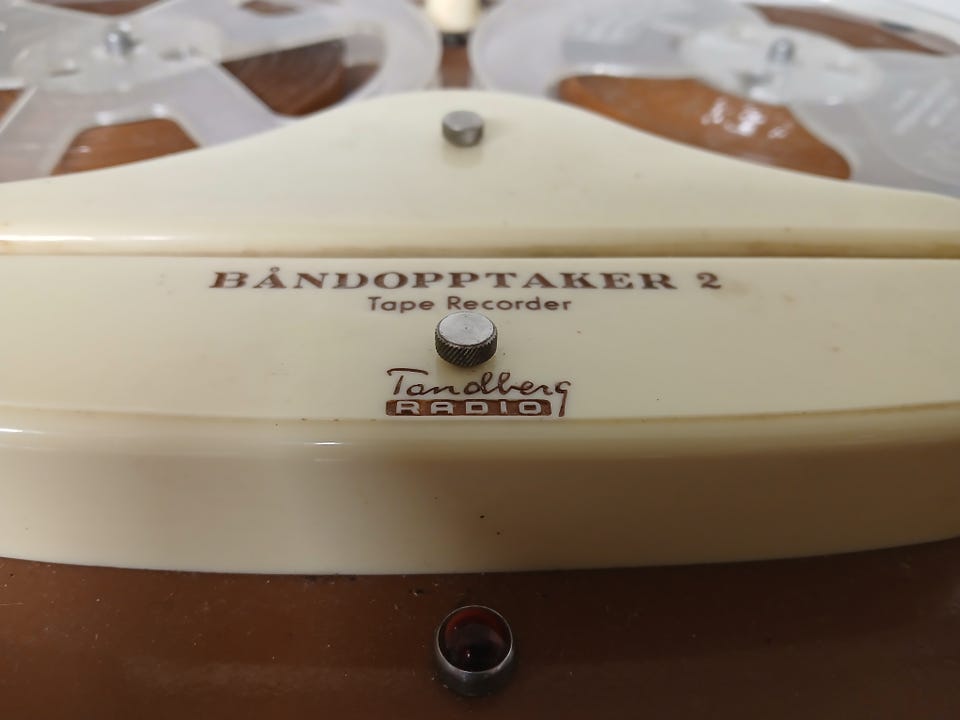 BÅNDOPPTAKER 2
Tape Recorder
Tandberg
RADIO